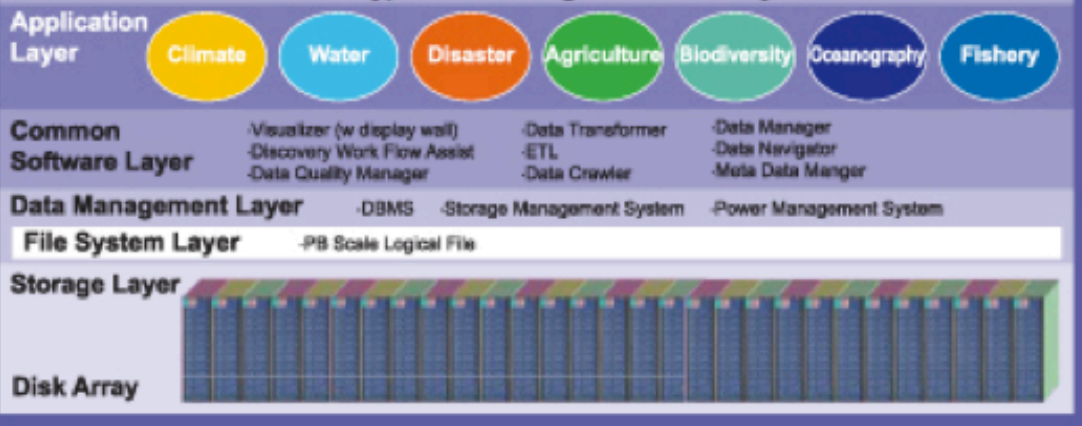 Application
Layer
Climate
Water
Disaster
Agriculture
Biodiversity
Oceanography
Fishery
Common
Software Layer
-Visualizer (w display wall)
-Discovery Work Flow Assist
-Data Quality Manager
-Data Transformer
-ETL
-Data Crawler
-Data Manager
-Data Navigator
-Meta Data Manger
Data Management Layer -DBMS -Storage Management System -Power Management System
File System Layer -PB Scale Logical File
Storage Layer
Disk Array